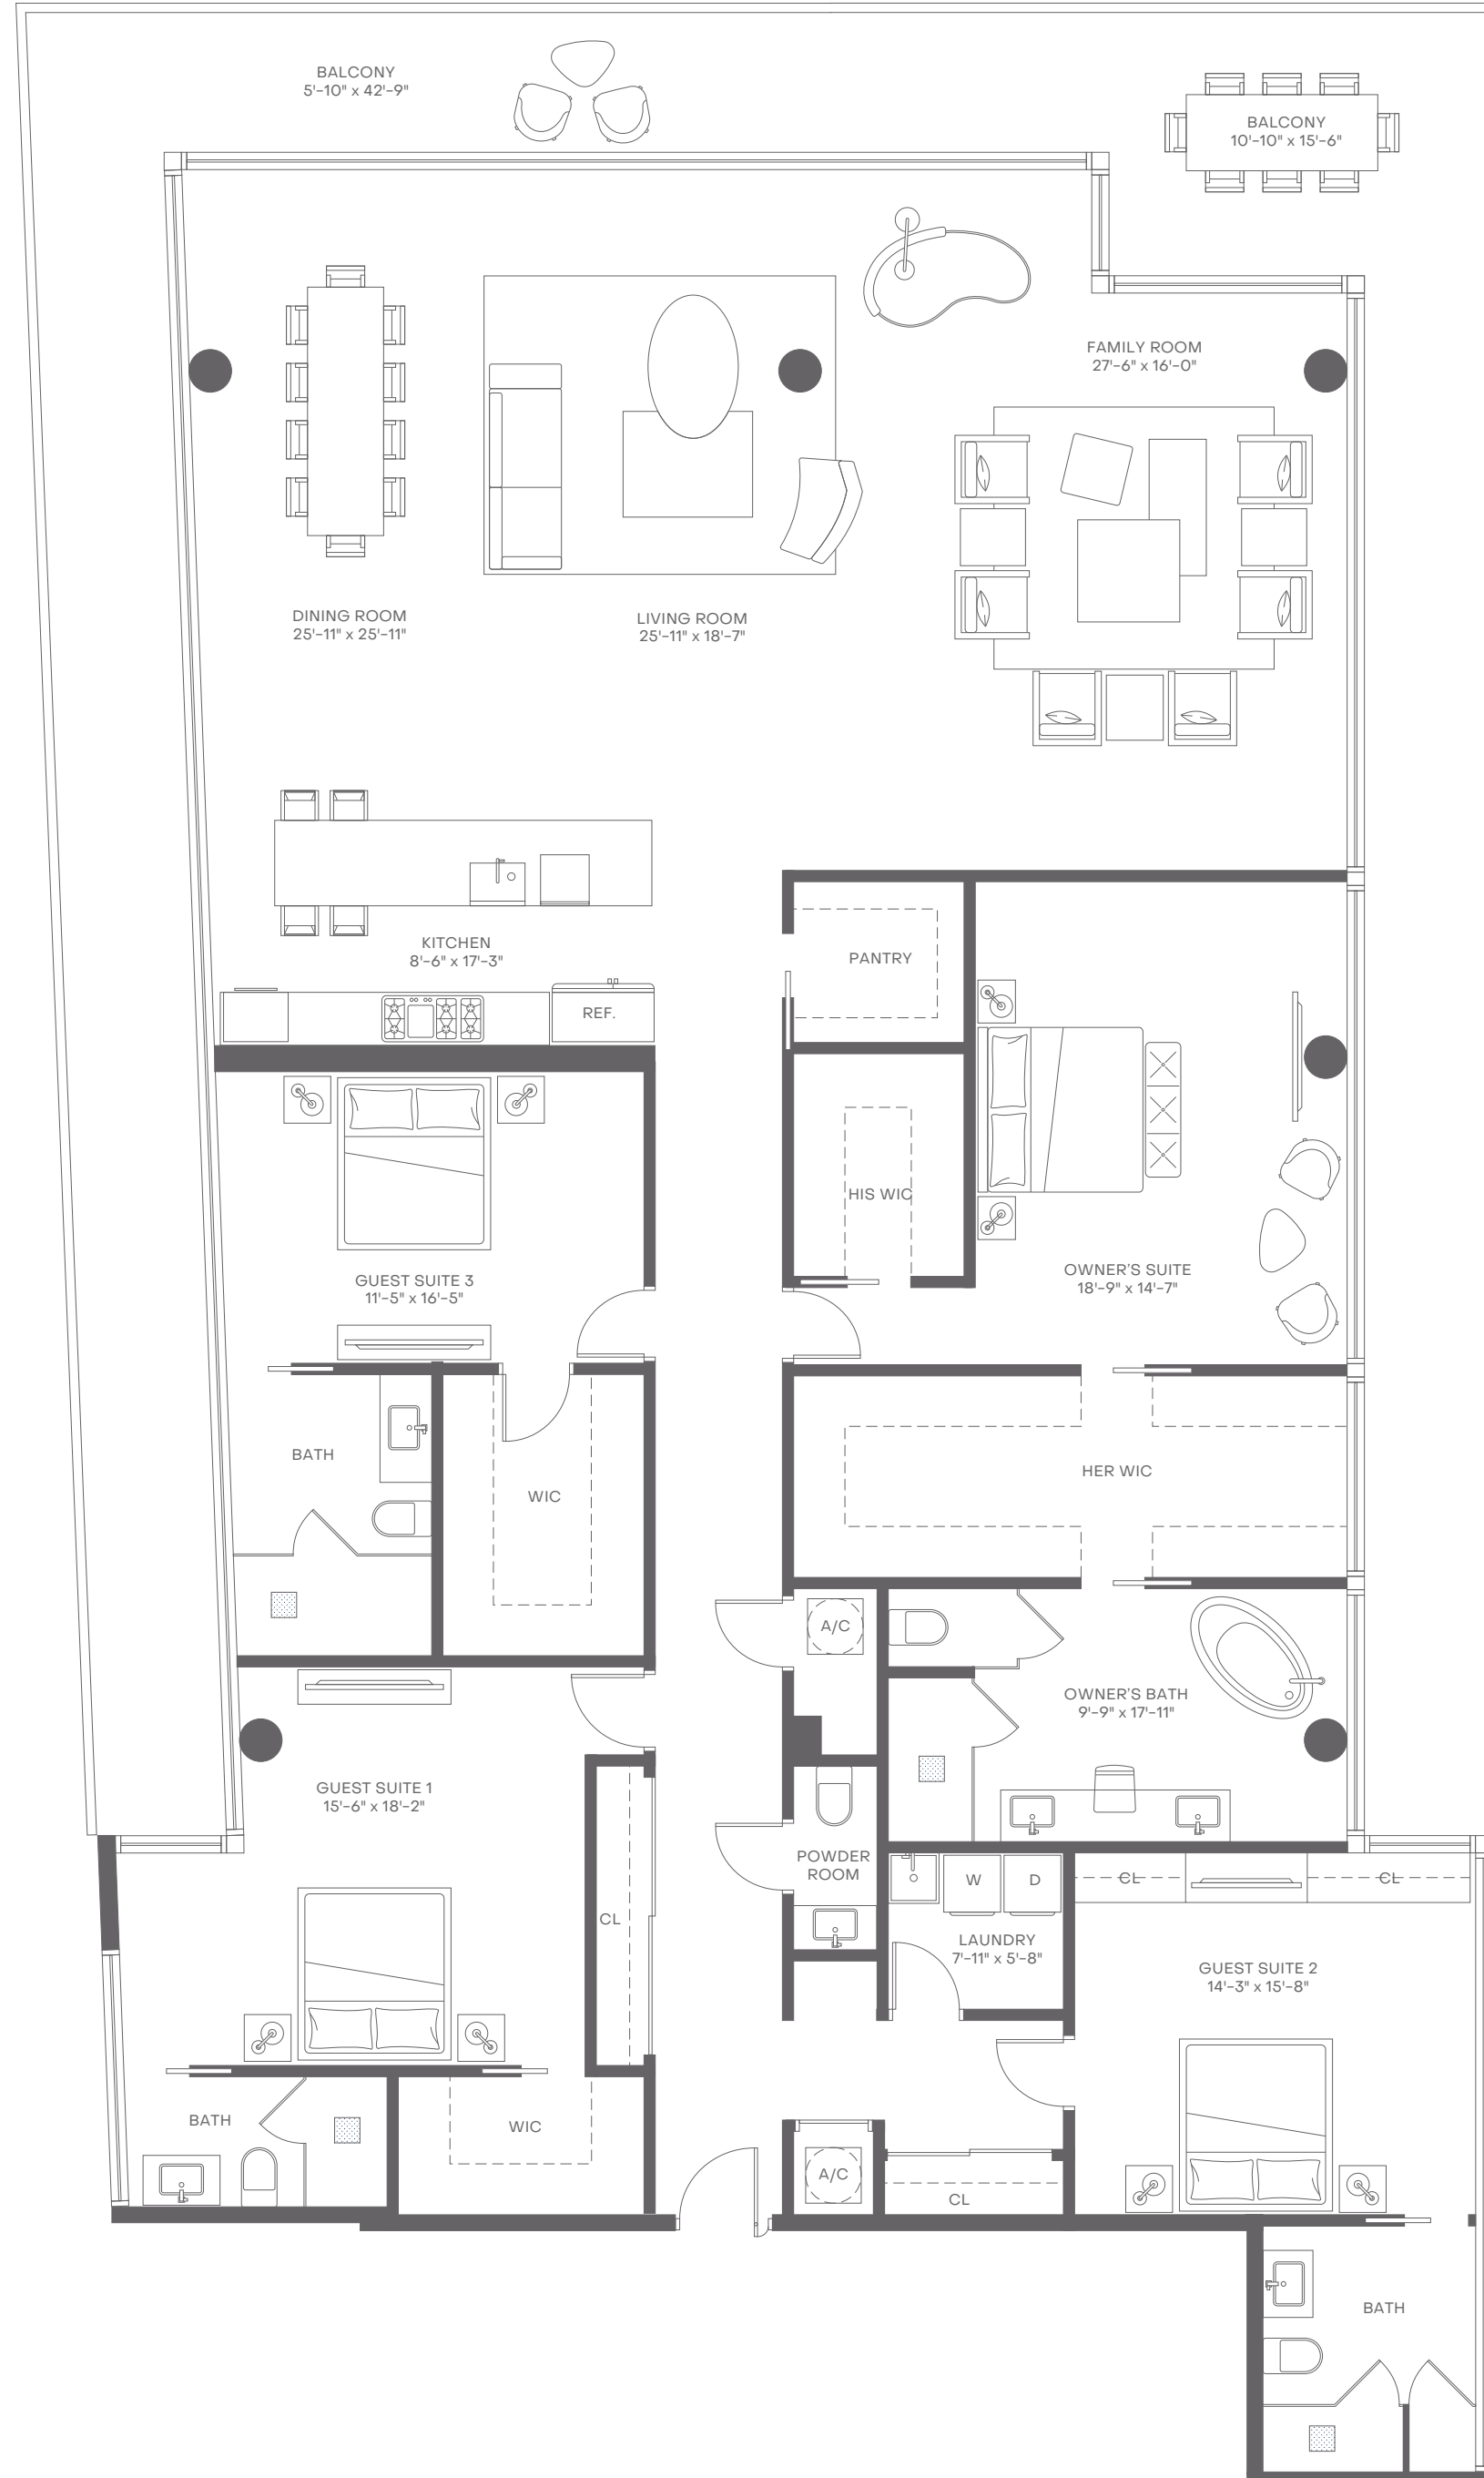 BALCONY
5'-10" x 42'-9"
BALCONY
10'-10" x 15'-6"
FAMILY ROOM
27'-6" x 16'-0"
DINING ROOM
25'-11" x 25'-11"
LIVING ROOM
25'-11" x 18'-7"
KITCHEN
8'-6" x 17'-3"
REF.
PANTRY
HIS WIC
GUEST SUITE 3
11'-5" x 16'-5"
OWNER'S SUITE
18'-9" x 14'-7"
BATH
WIC
HER WIC
A/C
OWNER'S BATH
9'-9" x 17'-11"
GUEST SUITE 1
15'-6" x 18'-2"
POWDER
ROOM
W
D
CL
CL
CL
LAUNDRY
7'-11" x 5'-8"
GUEST SUITE 2
14'-3" x 15'-8"
BATH
WIC
A/C
CL
BATH